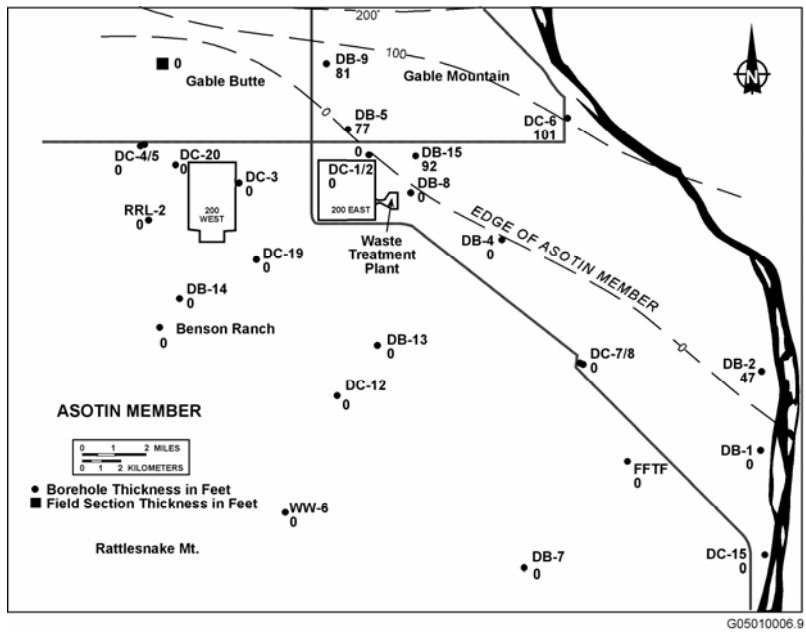 200'
100
DB-9
81
Gable Mountain
0
Gable Butte
N
0
DB-5
77
DC-6
101
DC-4/5
0
DC-20
0
0
DC-1/2
0
DB-15
92
DC-3
0
DB-8
0
RRL-2
0
200
WEST
200 EAST
Waste
Treatment
Plant
EDGE OF ASOTIN MEMBER
DB-4
0
DC-19
0
DB-14
0
Benson Ranch
0
DB-13
0
DC-7/8
0
0
DB-2
47
DC-12
0
ASOTIN MEMBER
0 1 2 MILES
0 1 2 KILOMETERS
Borehole Thickness in Feet
Field Section Thickness in Feet
DB-1
0
FFTF
0
WW-6
0
Rattlesnake Mt.
DB-7
0
DC-15
0
G05010006.9